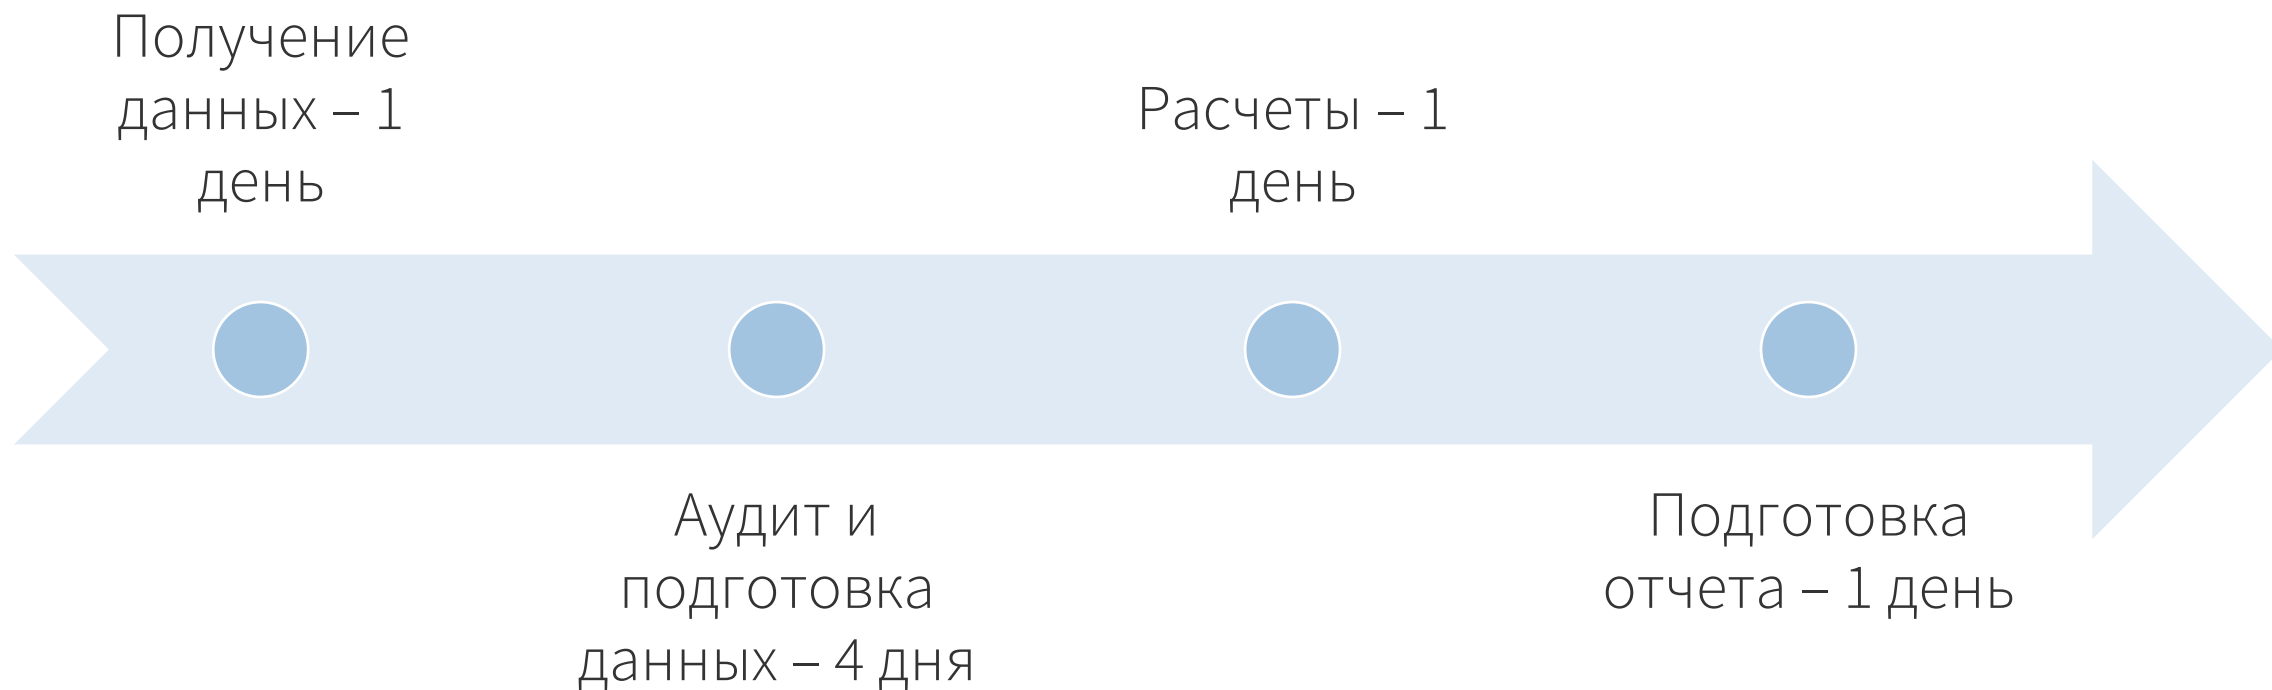 Получение
данных – 1
день
Аудит и
подготовка
данных – 4 дня
Расчеты – 1
день
Подготовка
отчета – 1 день